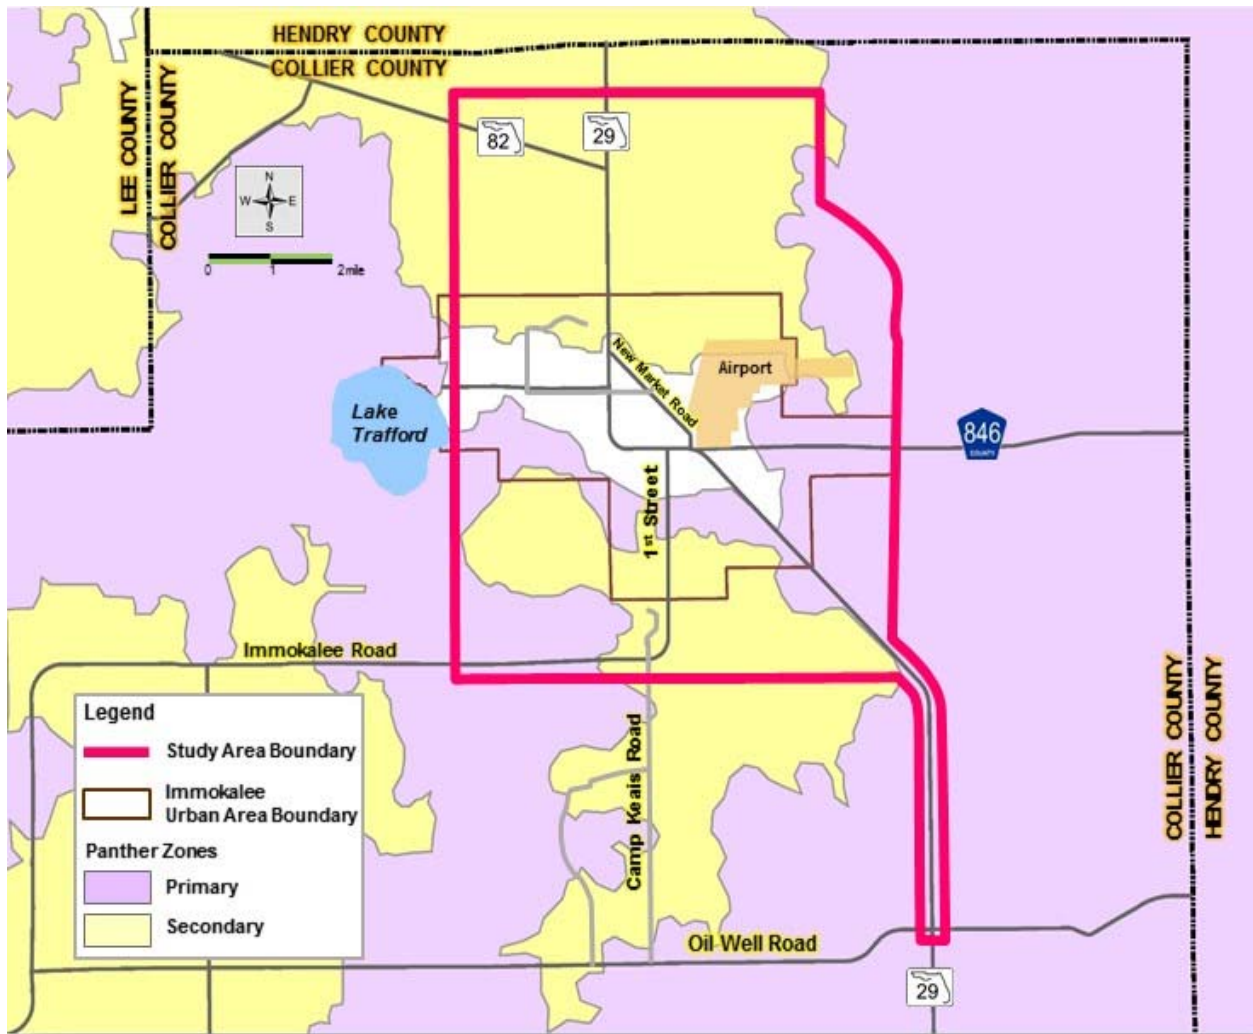 HENDRY COUNTY
COLLIER COUNTY
LEE COUNTY
COLLIER COUNTY
82
29
N
W
E
S
0
1
2mile
New Market Road
Airport
Lake
Trafford
846
COUNTY
1st Street
Immokalee Road
Camp Keais Road
COLLIER COUNTY
HENDRY COUNTY
Legend
Study Area Boundary
Immokalee
Urban Area Boundary
Panther Zones
Primary
Secondary
Oil Well Road
29